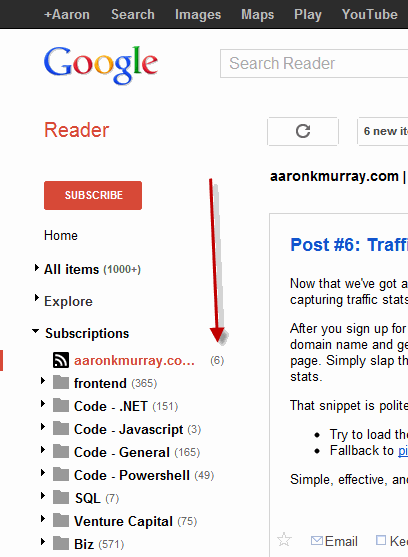 +Aaron Search Images Maps Play YouTube
Google
Search Reader
Reader
6 new ite
SUBSCRIBE
aaronkmurray.com |
Home
All items (1000+)
Explore
Subscriptions
aaronkmurray.co... (6)
frontend (365)
Code - .NET (151)
Code - Javascript (3)
Code - General (165)
Code - Powershell (49)
SQL (7)
Venture Capital (75)
Biz (571)
Post #6: Traffi
Now that we've got a
capturing traffic stats
After you sign up for
domain name and ge
page. Simply slap th
stats.
That snippet is polite
Try to load the
Fallback to pi
Simple, effective, and
Email Kee